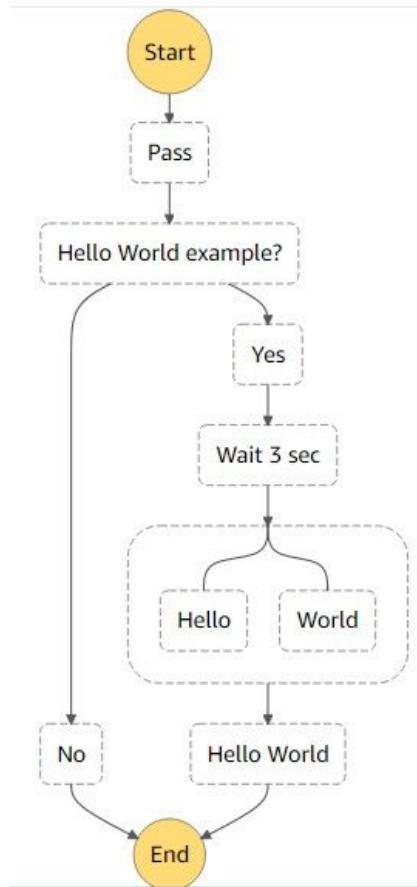 Start
Pass
Hello World example?
Yes
Wait 3 sec
Hello
World
No
Hello World
End